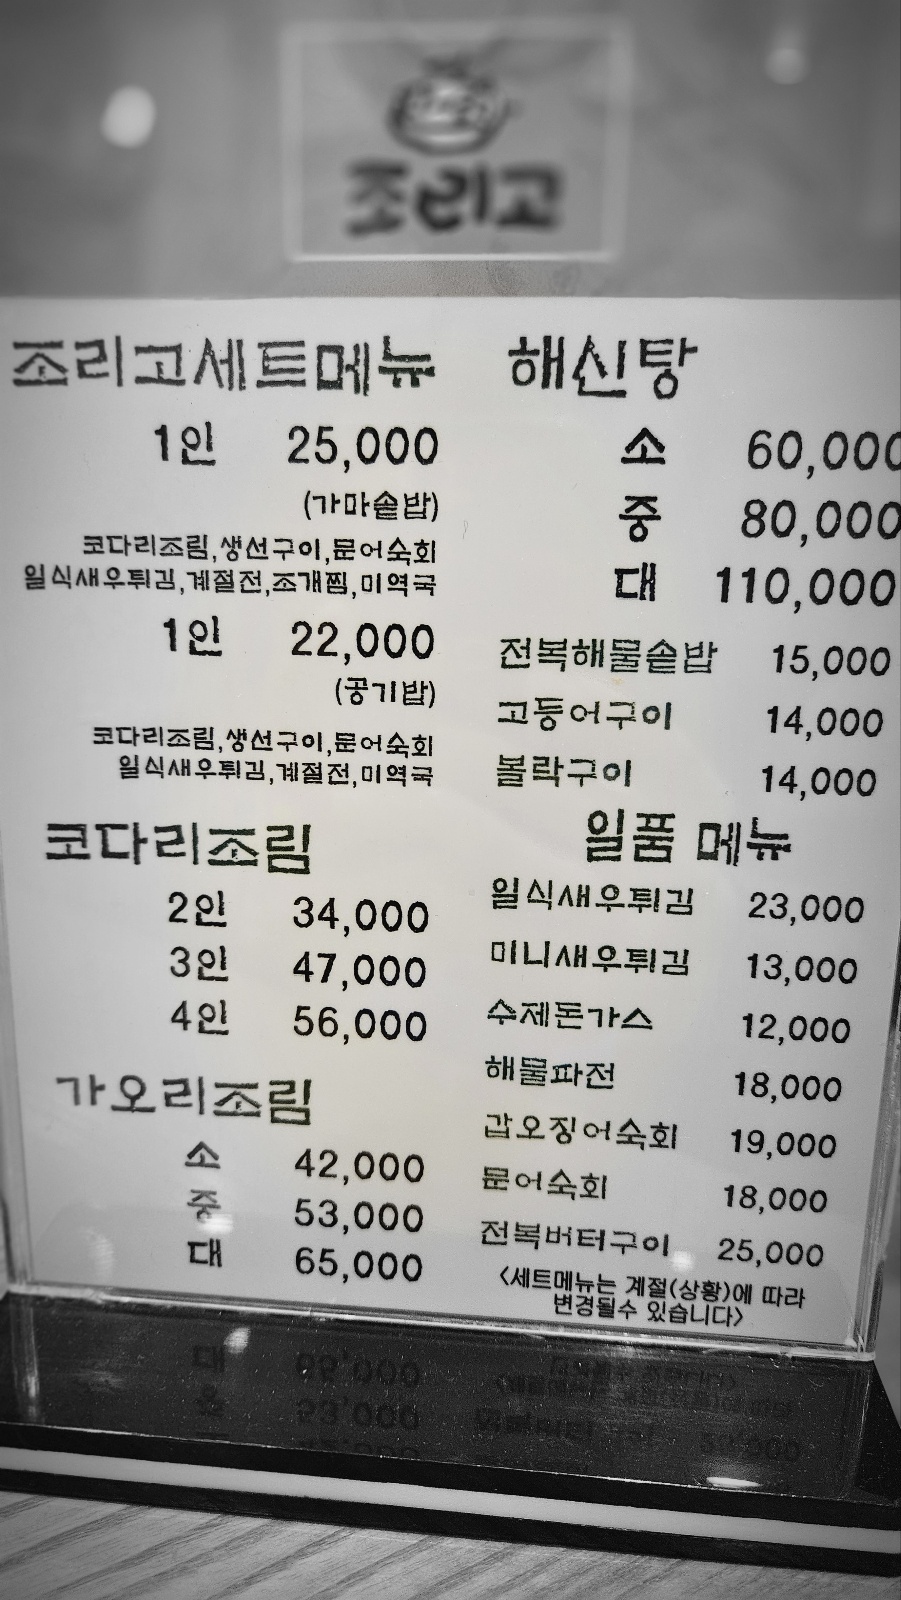 조리고
조리고세트메뉴
1인 25,000
(가마솥밥)
코다리조림,생선구이,문어숙회
일식새우튀김,계절전,조개찜,미역국
1인 22,000
(공기밥)
코다리조림,생선구이,문어숙회
일식새우튀김,계절전,미역국
코다리조림
2인 34,000
3인 47,000
4인 56,000
가오리조림
소 42,000
중 53,000
대 65,000
해신탕
소 60,000
중 80,000
대 110,000
전복해물솥밥 15,000
고등어구이 14,000
볼락구이 14,000
일품 메뉴
일식새우튀김 23,000
미니새우튀김 13,000
수제돈가스 12,000
해물파전 18,000
갑오징어숙회 19,000
문어숙회 18,000
전복버터구이 25,000
<세트메뉴는 계절(상황)에 따라
변경될수 있습니다>